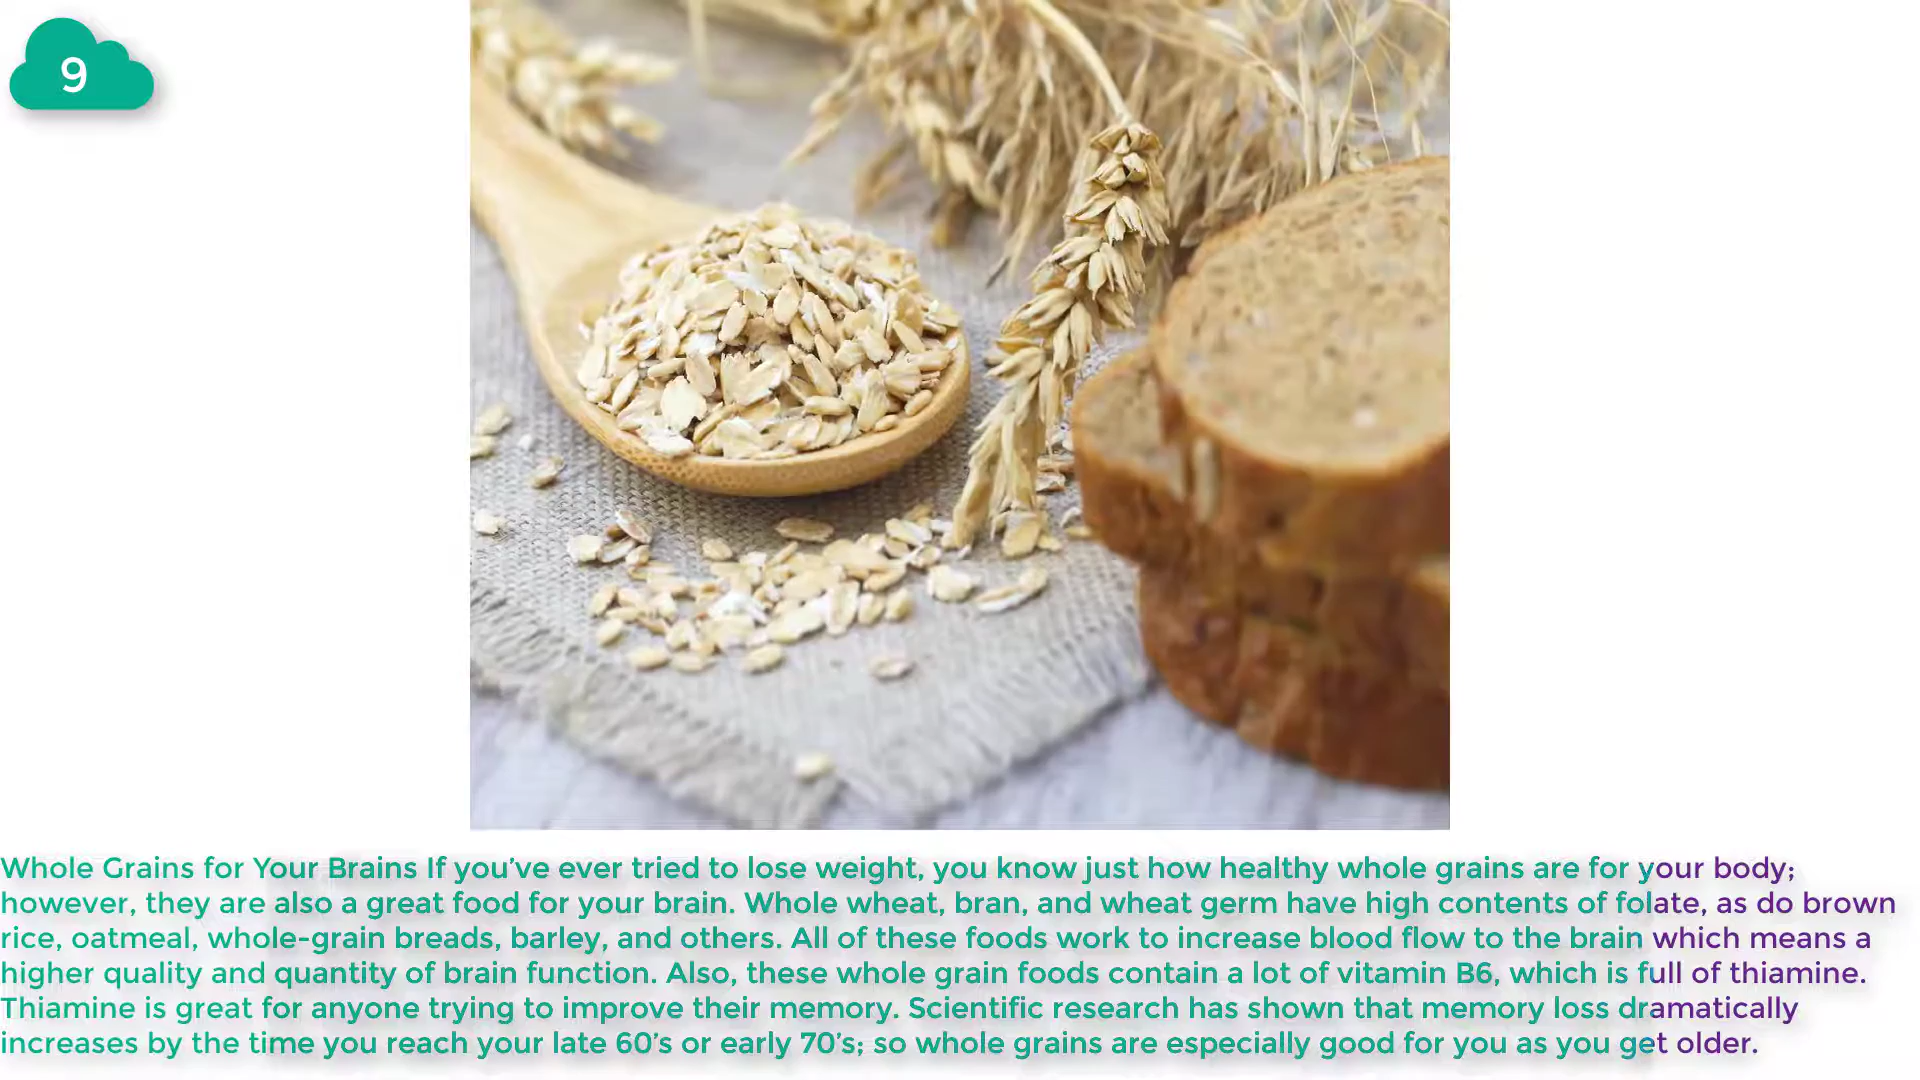 9
Whole Grains for Your Brains If you’ve ever tried to lose weight, you know just how healthy whole grains are for your body;
however, they are also a great food for your brain. Whole wheat, bran, and wheat germ have high contents of folate, as do brown
rice, oatmeal, whole-grain breads, barley, and others. All of these foods work to increase blood flow to the brain which means a
higher quality and quantity of brain function. Also, these whole grain foods contain a lot of vitamin B6, which is full of thiamine.
Thiamine is great for anyone trying to improve their memory. Scientific research has shown that memory loss dramatically
increases by the time you reach your late 60’s or early 70’s; so whole grains are especially good for you as you get older.